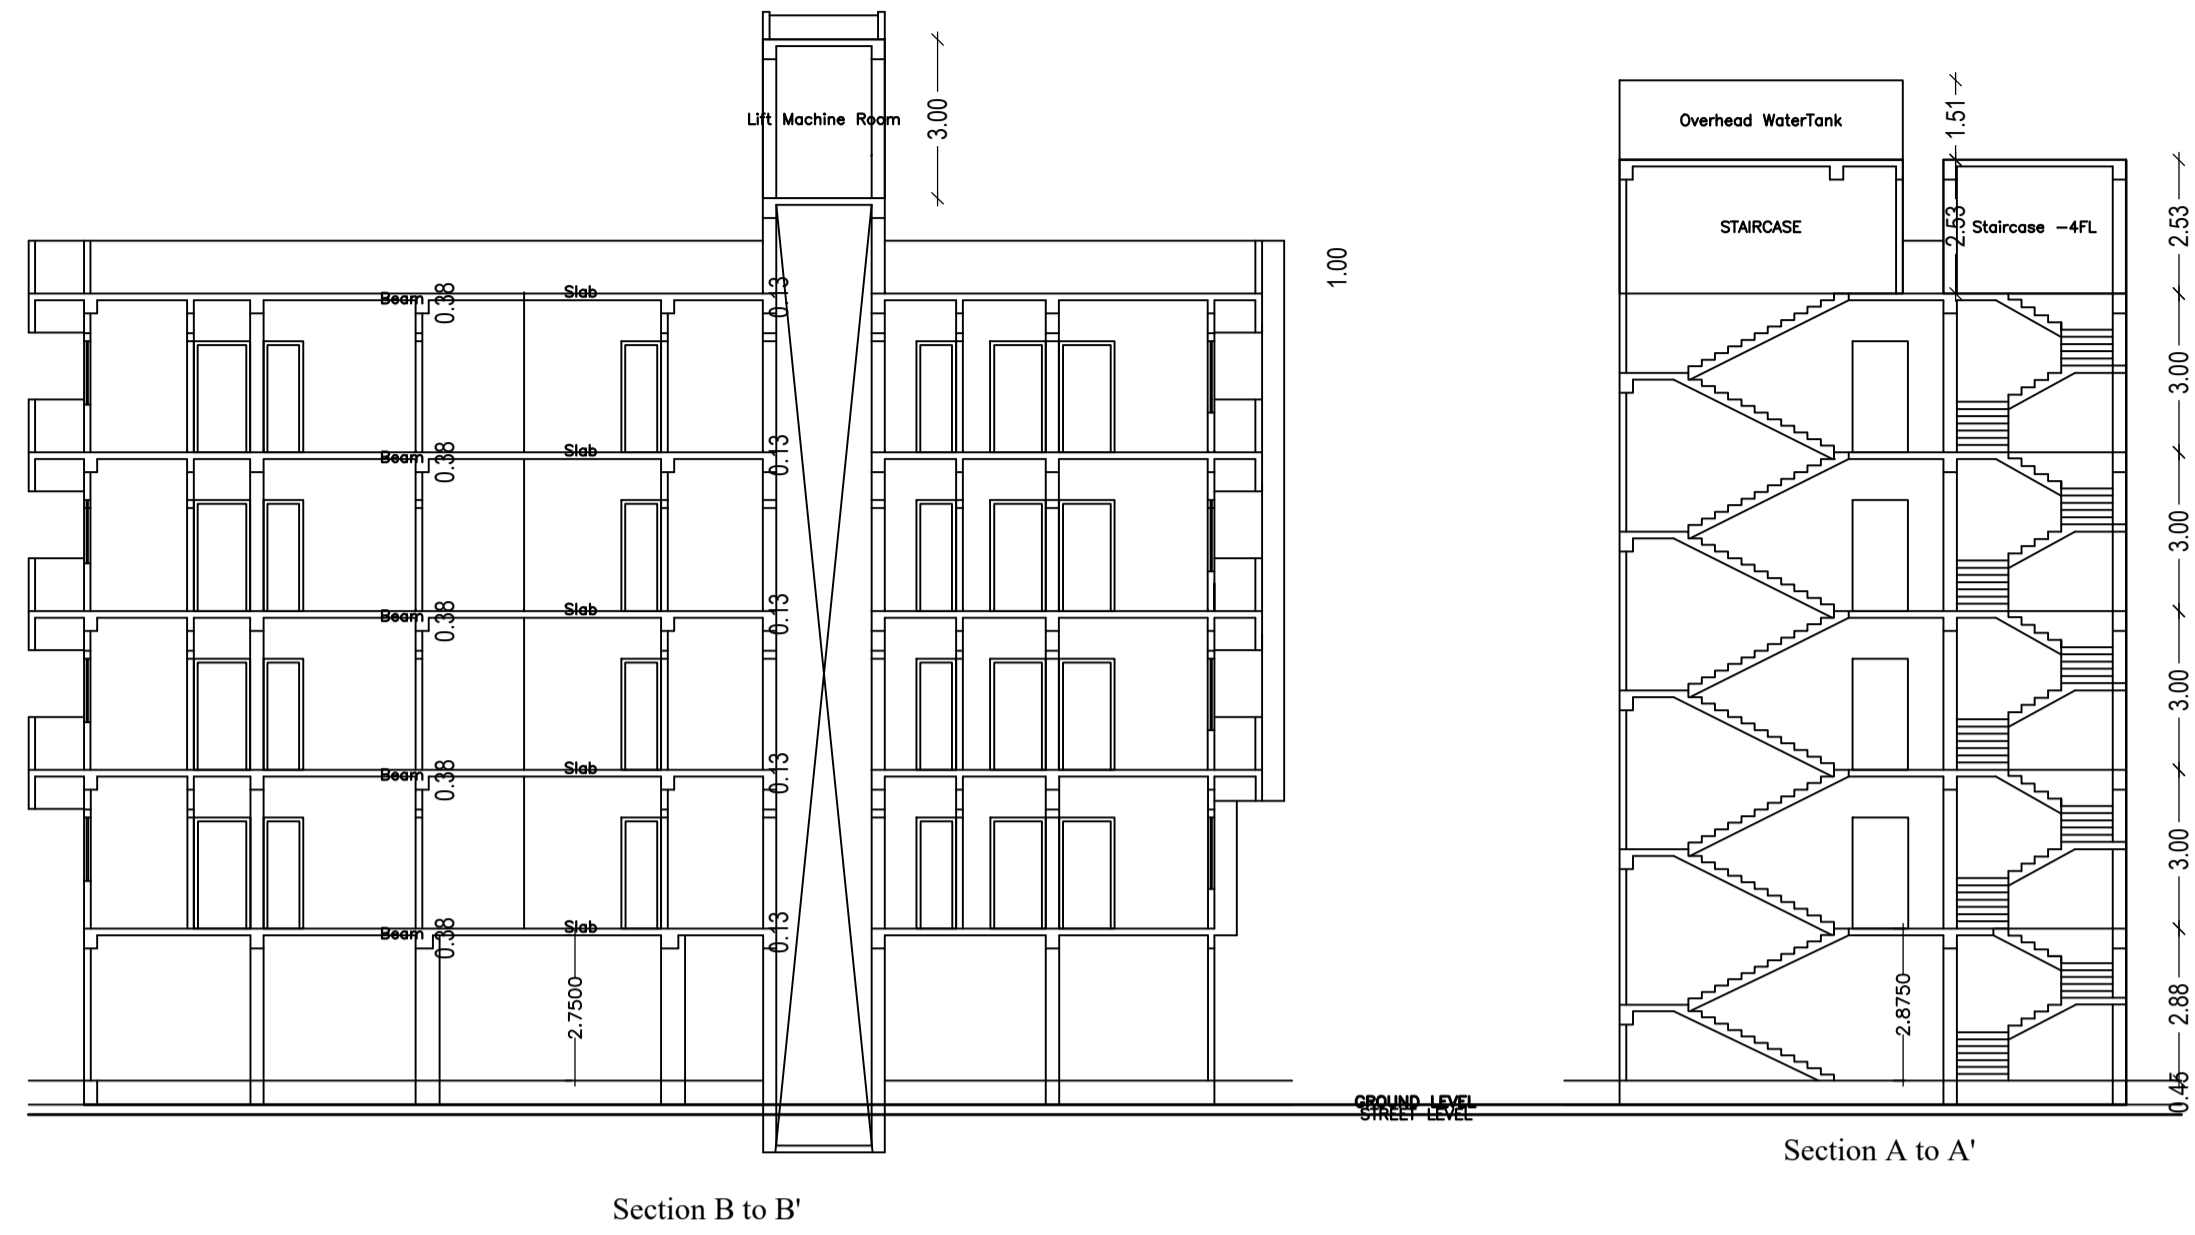 Lift Machine Room
3.00
1.00
Beam
0.38
Slab
0.13
Beam
0.38
Slab
0.13
Beam
0.38
Slab
0.13
Beam
0.38
Slab
0.13
Beam
0.38
Slab
0.13
2.7500
GROUND LEVEL
STREET LEVEL
Section B to B'
Overhead WaterTank
1.51
STAIRCASE
2.53
Staircase -4FL
2.53
3.00
3.00
3.00
3.00
2.8750
2.88
0.45
Section A to A'